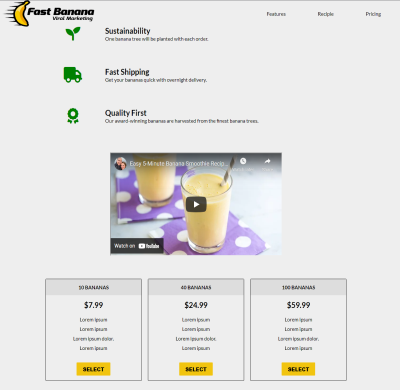 Fast Banana
Viral Marketing
Features
Recipie
Pricing
Sustainability
One banana tree will be planted with each order.
Fast Shipping
Get your bananas quick with overnight delivery.
Quality First
Our award-winning bananas are harvested from the finest banana trees.
Easy 5-Minute Banana Smoothie Recip...
Watch on YouTube
10 BANANAS
$7.99
Lorem ipsum
Lorem ipsum
Lorem ipsum dolor.
Lorem ipsum
SELECT
40 BANANAS
$24.99
Lorem ipsum
Lorem ipsum
Lorem ipsum dolor.
Lorem ipsum
SELECT
100 BANANAS
$59.99
Lorem ipsum
Lorem ipsum
Lorem ipsum dolor.
Lorem ipsum
SELECT